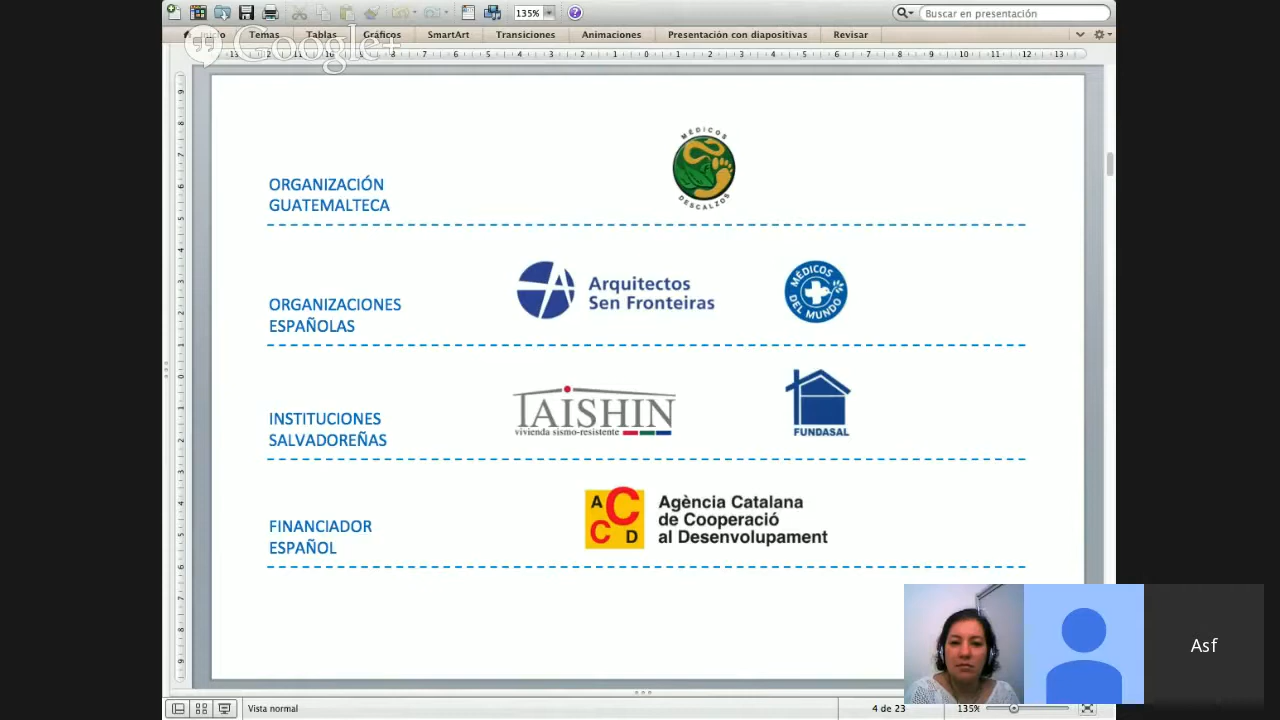 135%
Buscar en presentación
Inicio Temas Tablas Gráficos SmartArt Transiciones Animaciones Presentación con diapositivas Revisar
Google+
MÉDICOS
DESCALZOS
ORGANIZACIÓN
GUATEMALTECA
Arquitectos
Sen Fronteiras
MÉDICOS
DEL MUNDO
ORGANIZACIONES
ESPAÑOLAS
TAISHIN
vivienda sismo-resistente
FUNDASAL
INSTITUCIONES
SALVADOREÑAS
A C C D
Agència Catalana
de Cooperació
al Desenvolupament
FINANCIADOR
ESPAÑOL
Asf
Vista normal
4 de 23
135%